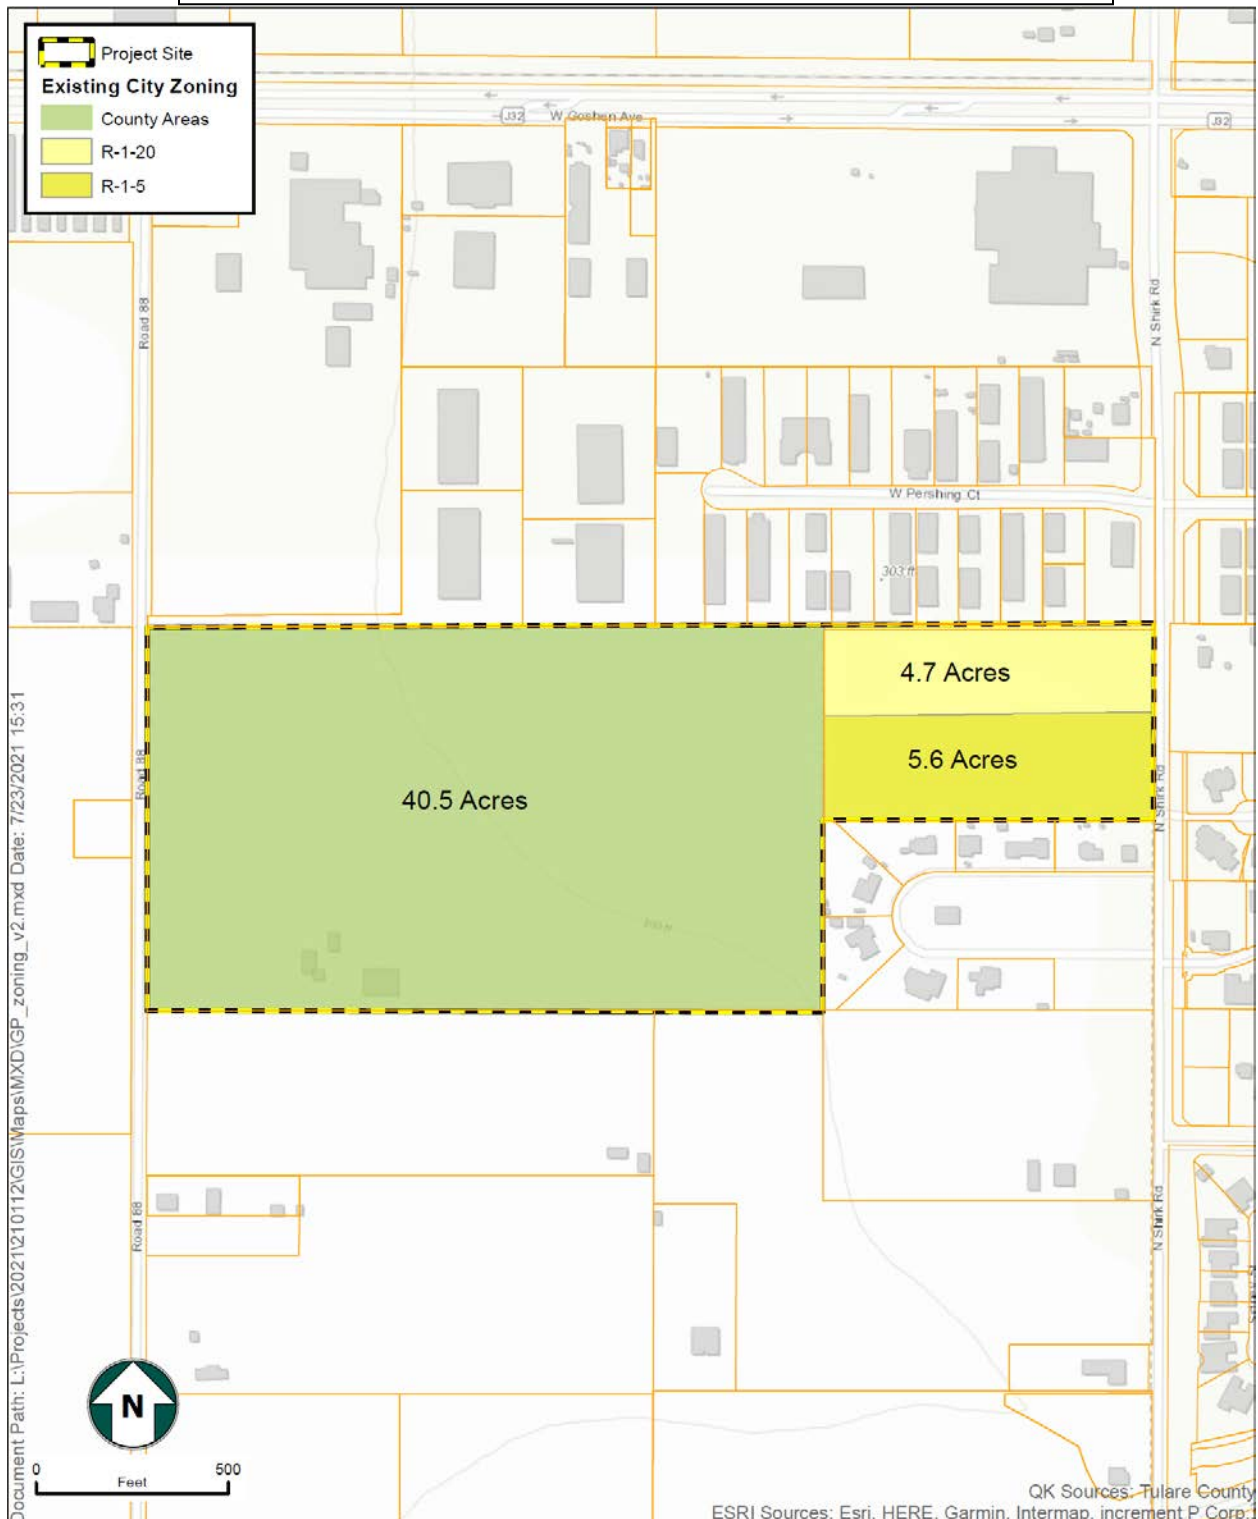 Project Site
Existing City Zoning
County Areas
R-1-20
R-1-5
J32
W Goshen Ave
J32
Road 88
N Shirk Rd
W Pershing Ct
303 ft
4.7 Acres
5.6 Acres
40.5 Acres
Road 88
N Shirk Rd
Road 88
N Shirk Rd
Document Path: L:\Projects\2021\210112\GIS\Maps\MXD\GP_zoning_v2.mxd Date: 7/23/2021 15:31
N
0 500
Feet
QK Sources: Tulare County
ESRI Sources: Esri, HERE, Garmin, Intermap, increment P Corp.